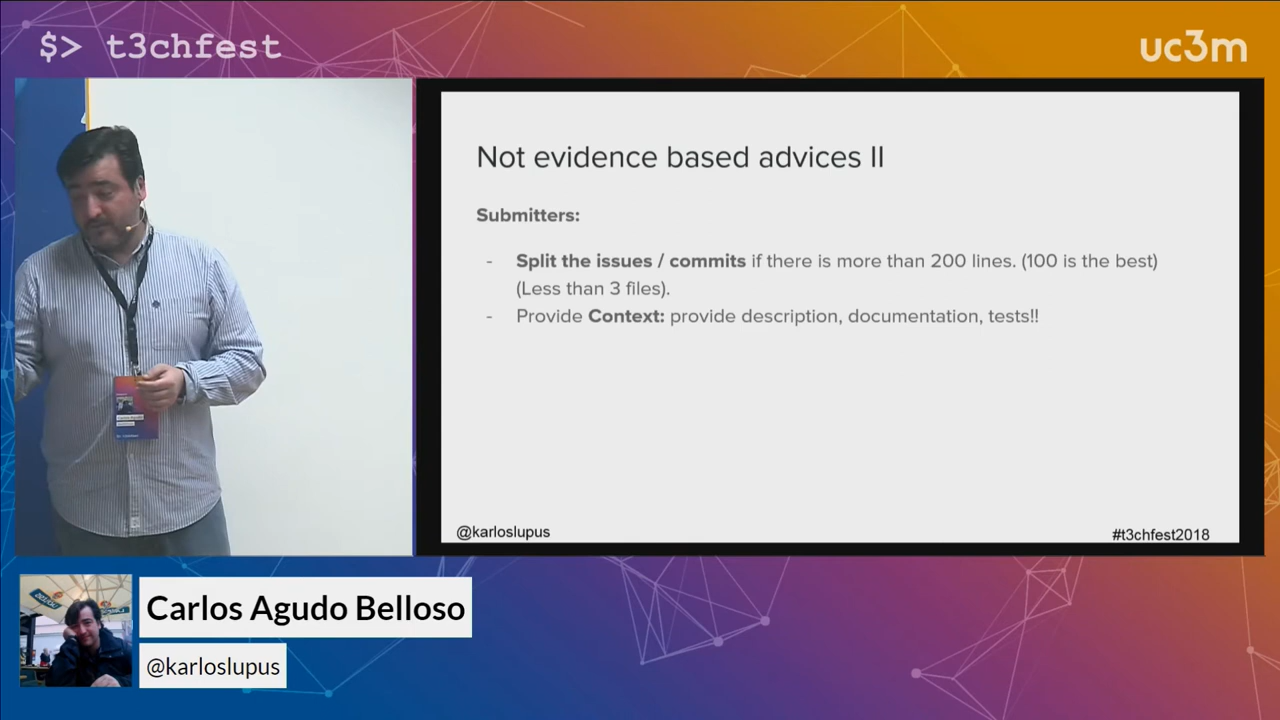 $> t3chfest
uc3m
Not evidence based advices II
Submitters:
- Split the issues / commits if there is more than 200 lines. (100 is the best)
(Less than 3 files).
- Provide Context: provide description, documentation, tests!!
@karloslupus
#t3chfest2018
Carlos Agudo Belloso
@karloslupus